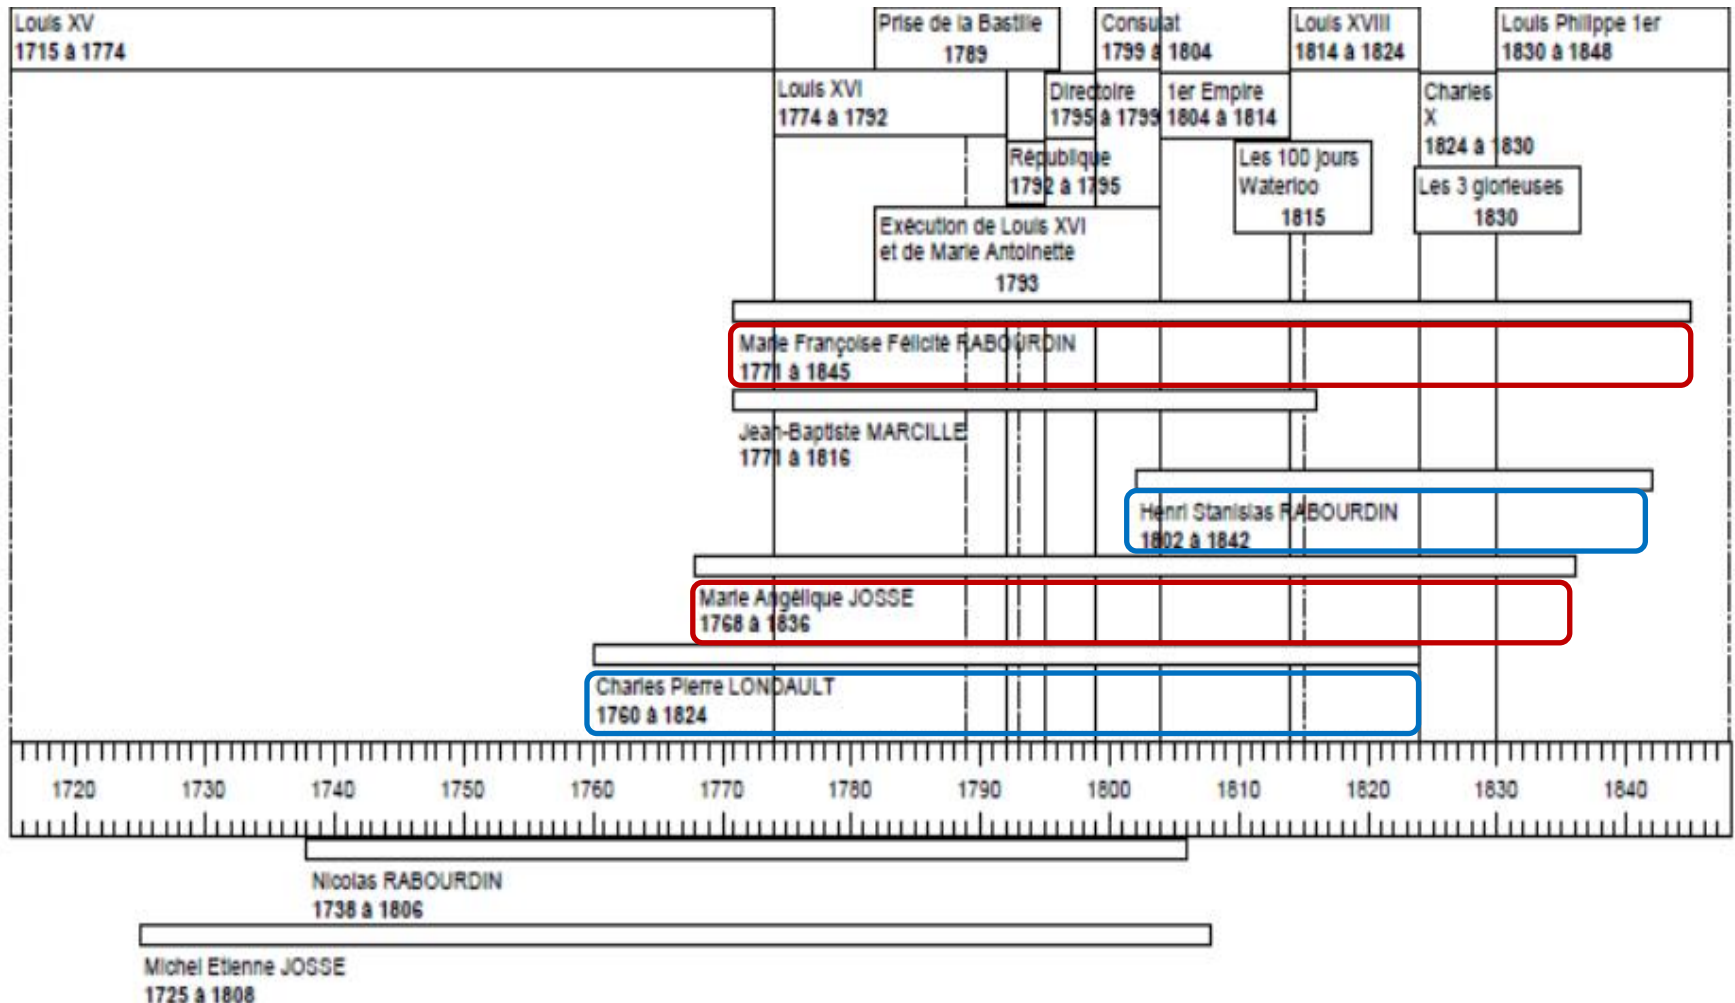 Louis XV
1715 à 1774
Prise de la Bastille
1789
Consulat
1799 à 1804
Louis XVIII
1814 à 1824
Louis Philippe 1er
1830 à 1848
Louis XVI
1774 à 1792
Directoire
1795 à 1799
1er Empire
1804 à 1814
Charles
X
1824 à 1830
République
1792 à 1795
Les 100 jours
Waterloo
1815
Les 3 glorieuses
1830
Exécution de Louis XVI
et de Marie Antoinette
1793
Marie Françoise Félicité RABOURDIN
1771 à 1845
Jean-Baptiste MARCILLE
1771 à 1816
Henri Stanislas RABOURDIN
1802 à 1842
Marie Angélique JOSSE
1768 à 1836
Charles Pierre LONDAULT
1760 à 1824
1720 1730 1740 1750 1760 1770 1780 1790 1800 1810 1820 1830 1840
Nicolas RABOURDIN
1738 à 1806
Michel Etienne JOSSE
1725 à 1808